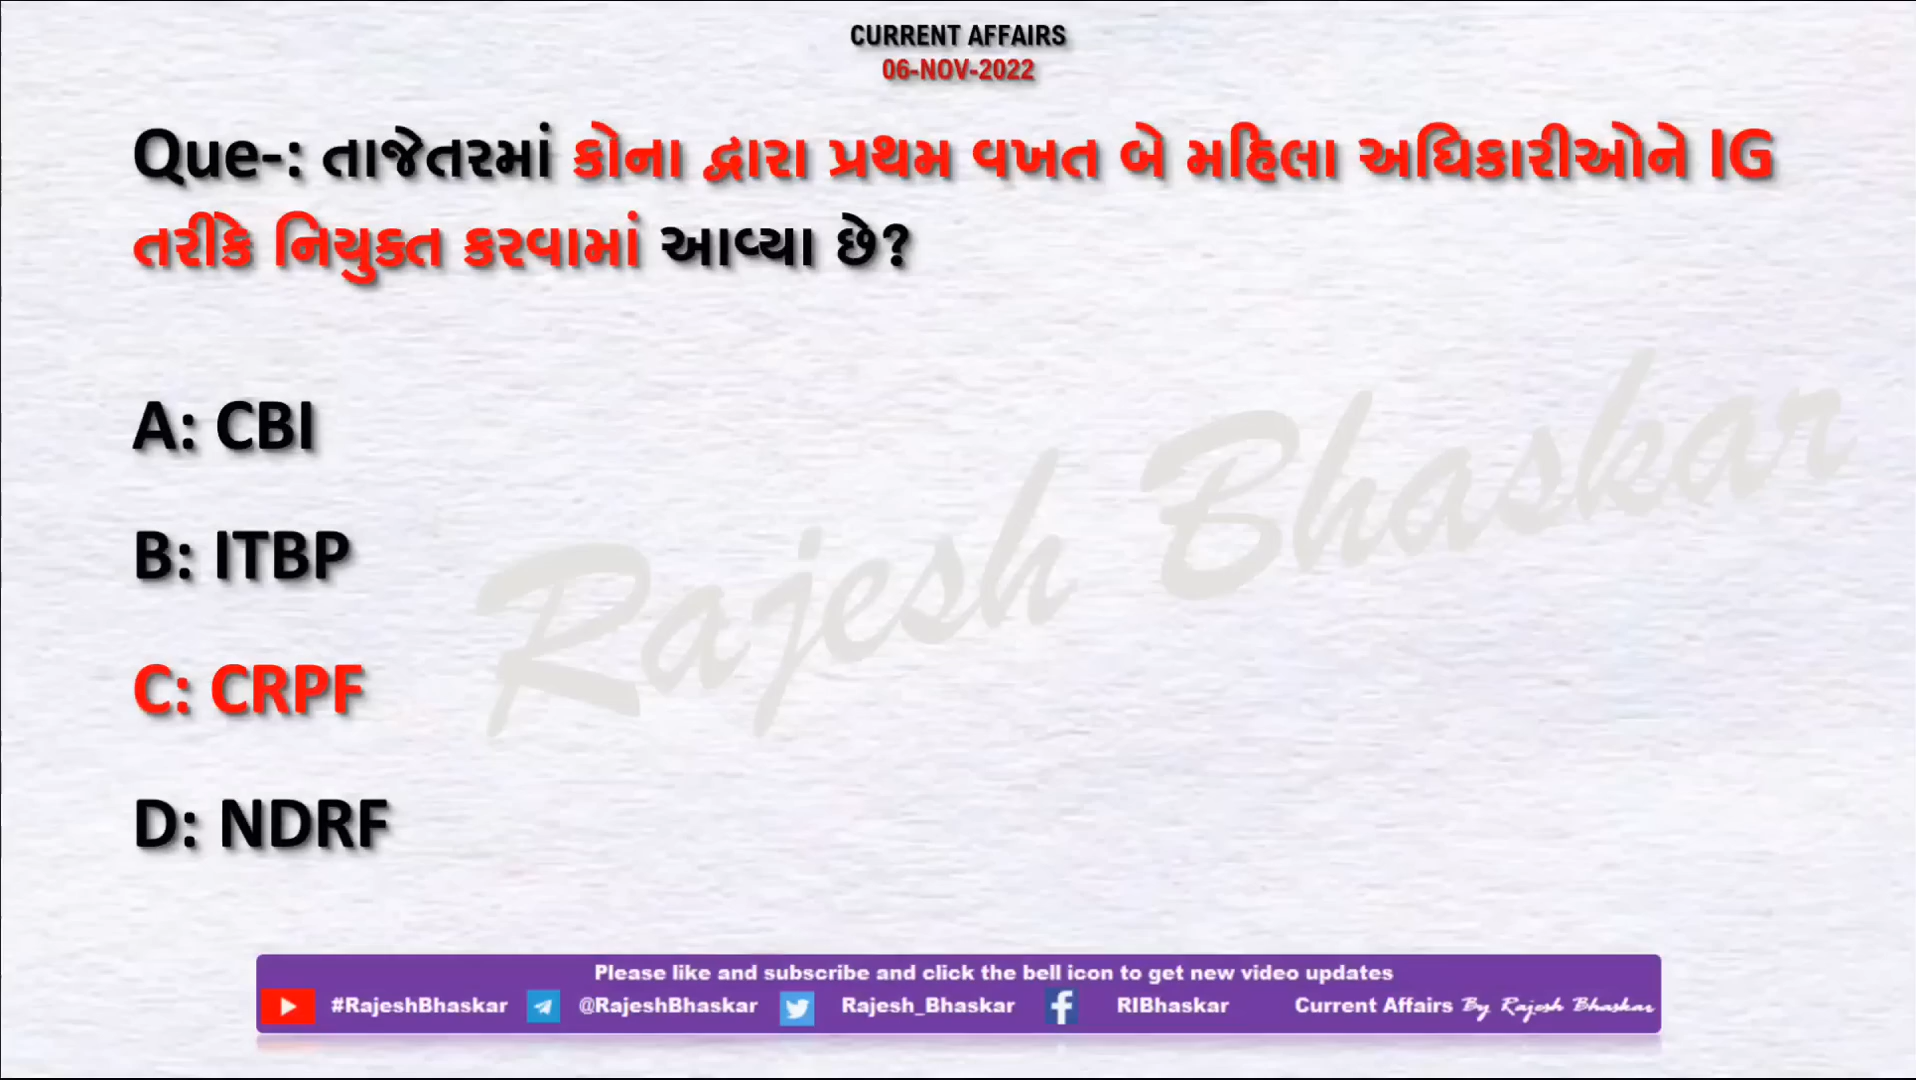 CURRENT AFFAIRS
06-NOV-2022
Que-: તાજેતરમાં કોના દ્વારા પ્રથમ વખત બે મહિલા અધિકારીઓને IG
તરીકે નિયુક્ત કરવામાં આવ્યા છે?
A: CBI
B: ITBP
C: CRPF
D: NDRF
Rajesh Bhaskar
Please like and subscribe and click the bell icon to get new video updates
#RajeshBhaskar @RajeshBhaskar Rajesh_Bhaskar RIBhaskar Current Affairs By Rajesh Bhaskar